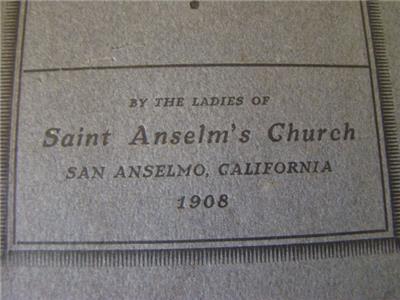 BY THE LADIES OF
Saint Anselm's Church
SAN ANSELMO, CALIFORNIA
1908